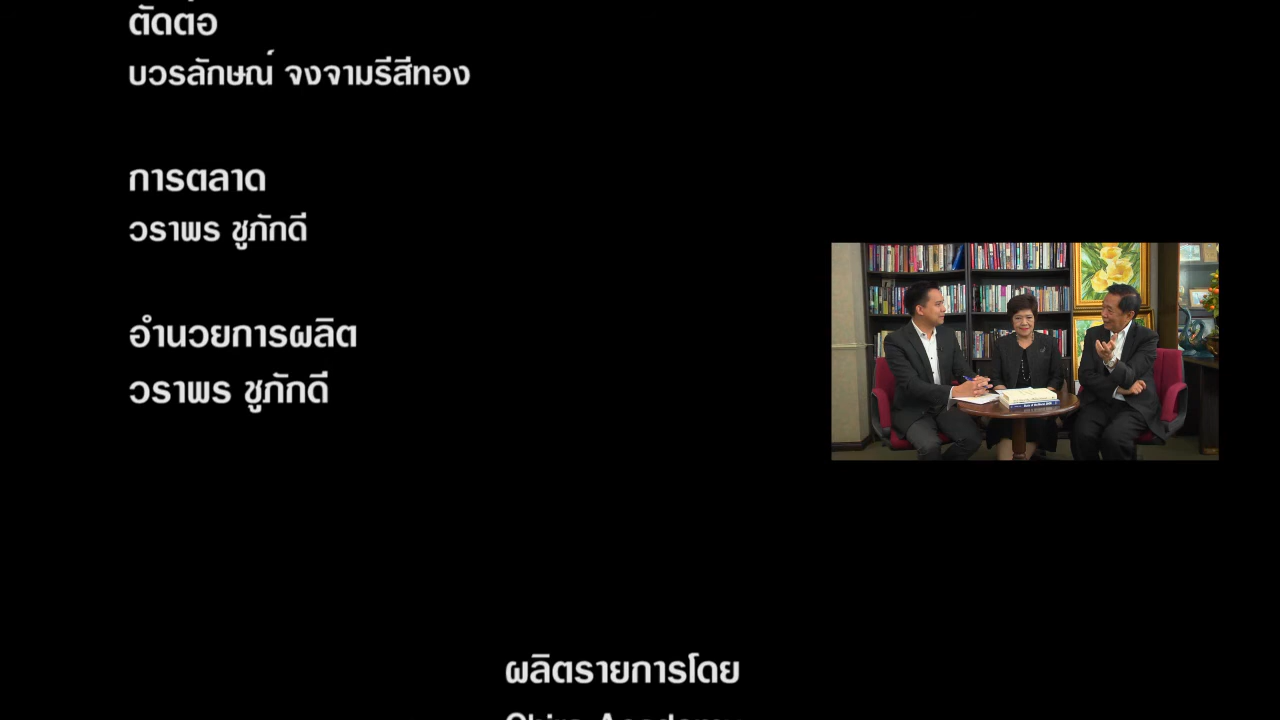 ตัดต่อ
บวรลักษณ์ จงจามรีสีทอง
การตลาด
วราพร ชูภักดี
อำนวยการผลิต
วราพร ชูภักดี
ผลิตรายการโดย